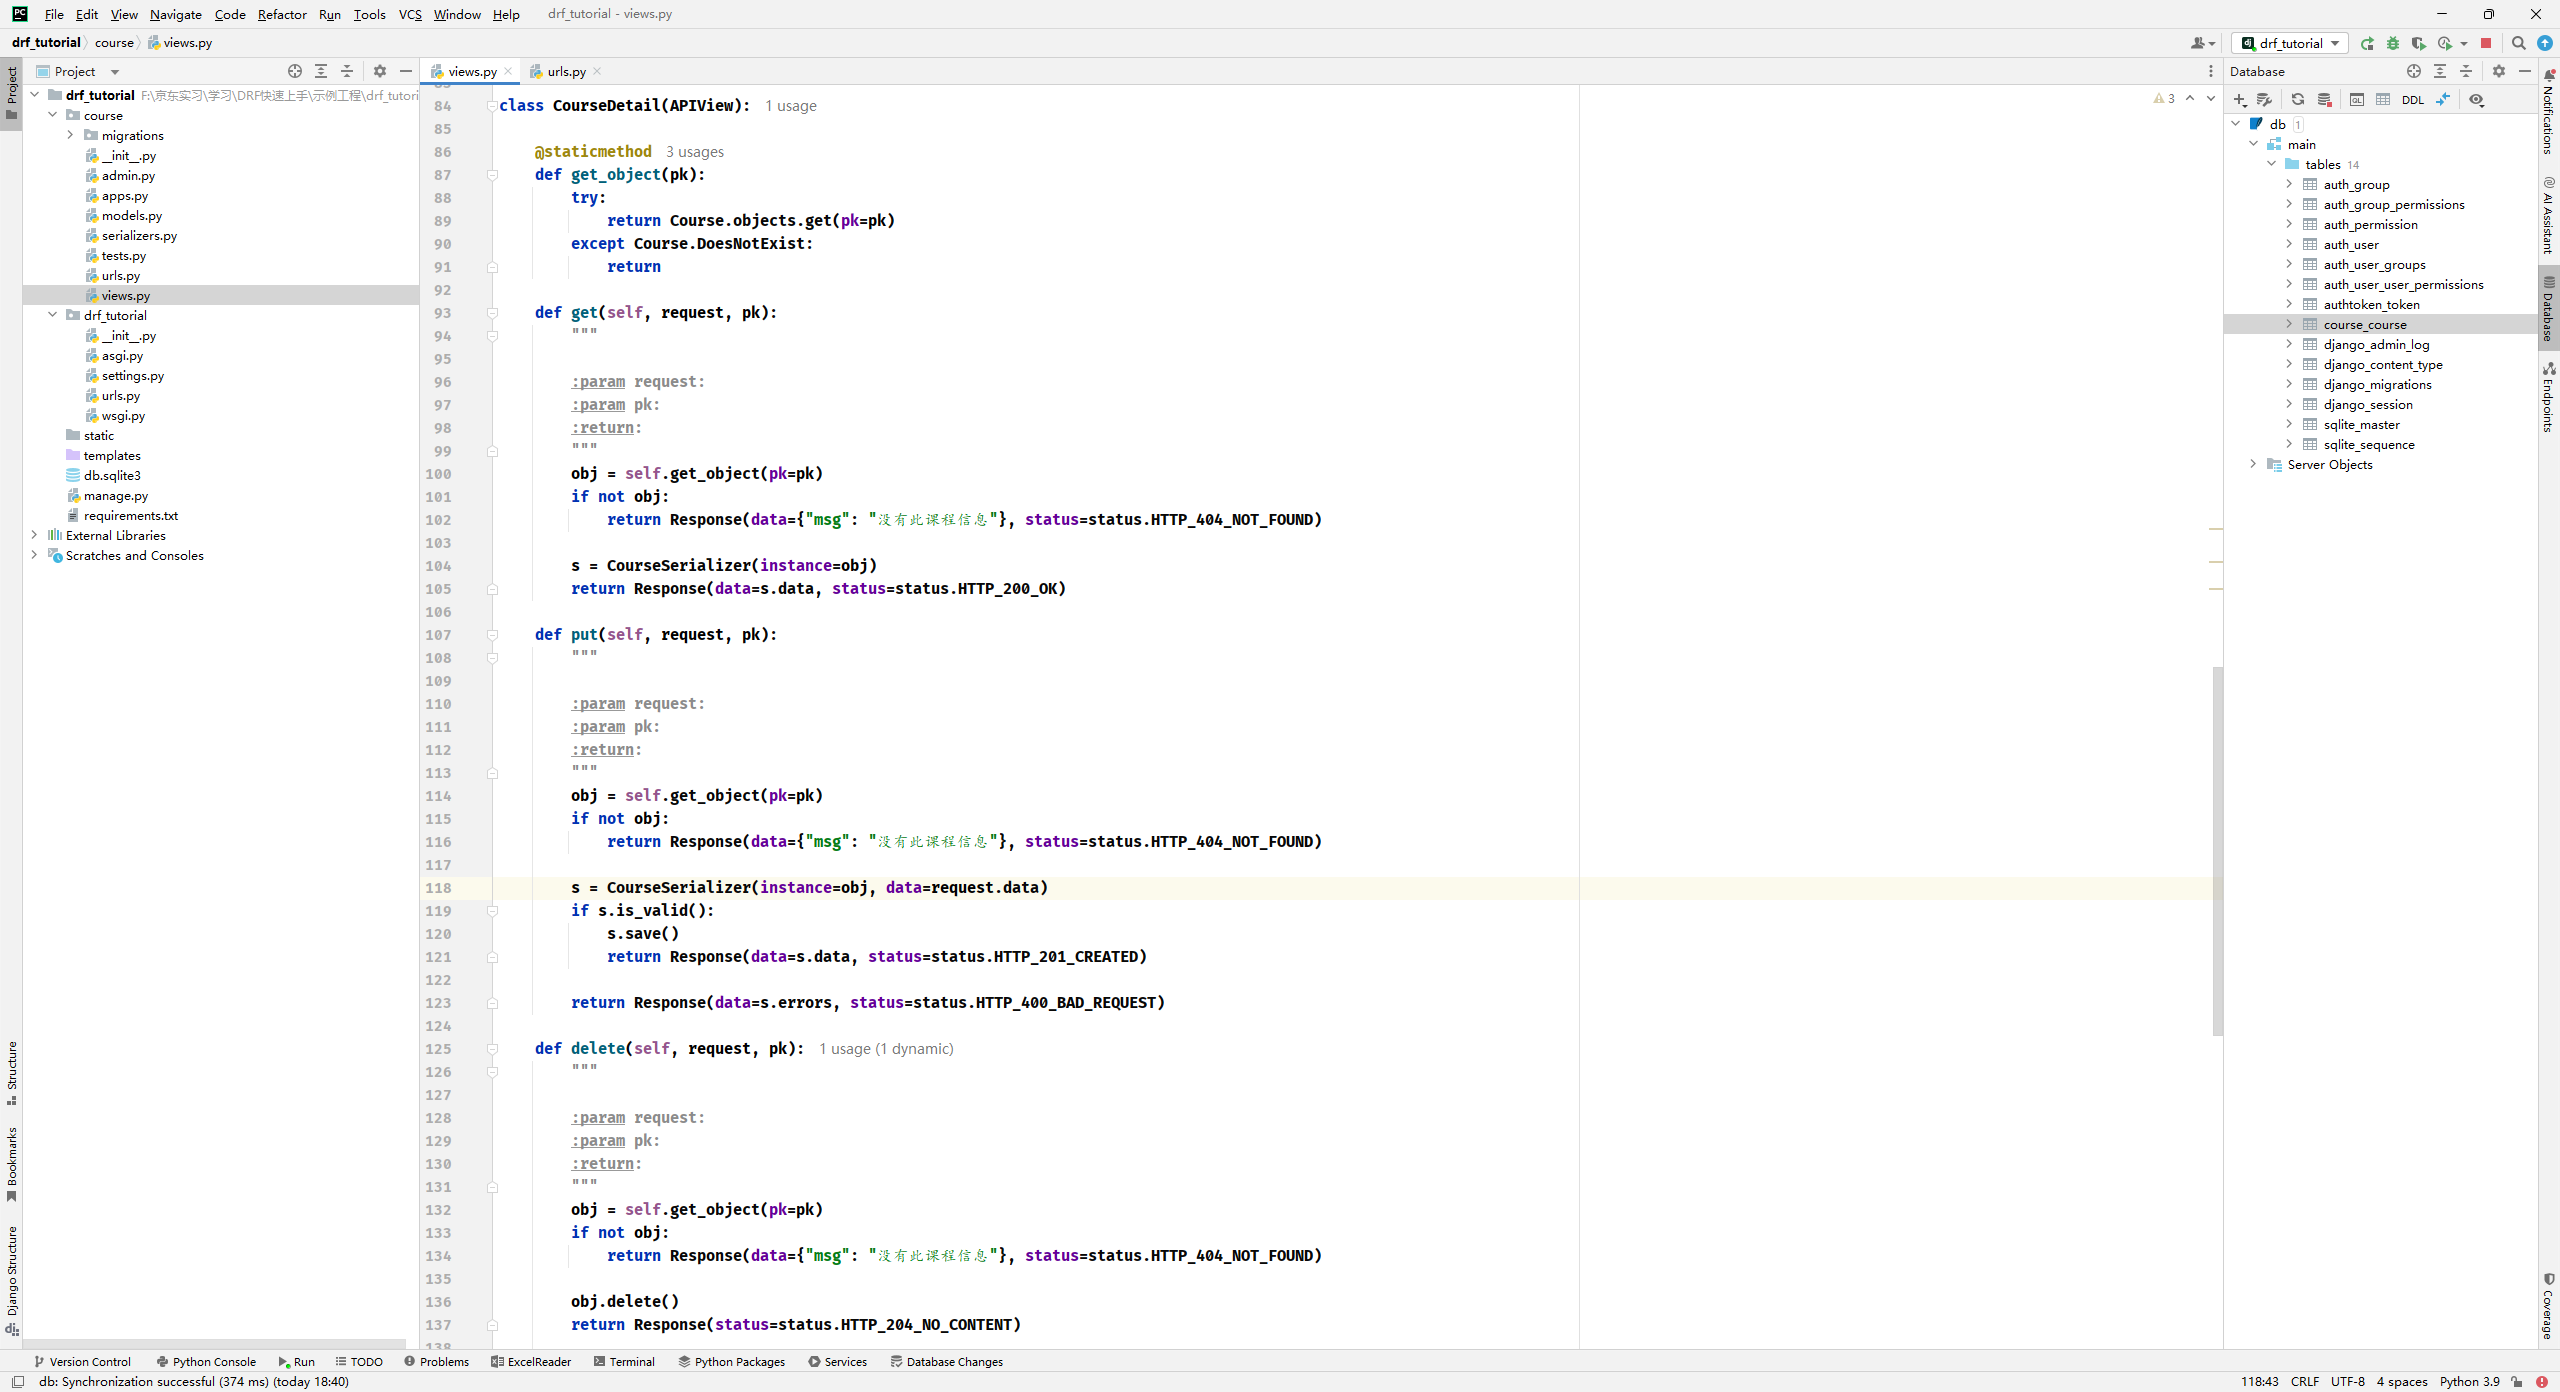 File Edit View Navigate Code Refactor Run Tools VCS Window Help drf_tutorial - views.py
drf_tutorial course views.py
drf_tutorial
Project
views.py
urls.py
Database
DDL
Project
drf_tutorial F:\京东实习\学习\DRF快速上手\示例工程\drf_tutori
course
migrations
__init__.py
admin.py
apps.py
models.py
serializers.py
tests.py
urls.py
views.py
drf_tutorial
__init__.py
asgi.py
settings.py
urls.py
wsgi.py
static
templates
db.sqlite3
manage.py
requirements.txt
External Libraries
Scratches and Consoles
Structure
Bookmarks
Django Structure
3
84 class CourseDetail(APIView): 1 usage
85
86 @staticmethod 3 usages
87 def get_object(pk):
88 try:
89 return Course.objects.get(pk=pk)
90 except Course.DoesNotExist:
91 return
92
93 def get(self, request, pk):
94 """
95
96 :param request:
97 :param pk:
98 :return:
99 """
100 obj = self.get_object(pk=pk)
101 if not obj:
102 return Response(data={"msg": "没有此课程信息"}, status=status.HTTP_404_NOT_FOUND)
103
104 s = CourseSerializer(instance=obj)
105 return Response(data=s.data, status=status.HTTP_200_OK)
106
107 def put(self, request, pk):
108 """
109
110 :param request:
111 :param pk:
112 :return:
113 """
114 obj = self.get_object(pk=pk)
115 if not obj:
116 return Response(data={"msg": "没有此课程信息"}, status=status.HTTP_404_NOT_FOUND)
117
118 s = CourseSerializer(instance=obj, data=request.data)
119 if s.is_valid():
120 s.save()
121 return Response(data=s.data, status=status.HTTP_201_CREATED)
122
123 return Response(data=s.errors, status=status.HTTP_400_BAD_REQUEST)
124
125 def delete(self, request, pk): 1 usage (1 dynamic)
126 """
127
128 :param request:
129 :param pk:
130 :return:
131 """
132 obj = self.get_object(pk=pk)
133 if not obj:
134 return Response(data={"msg": "没有此课程信息"}, status=status.HTTP_404_NOT_FOUND)
135
136 obj.delete()
137 return Response(status=status.HTTP_204_NO_CONTENT)
138
db 1
main
tables 14
auth_group
auth_group_permissions
auth_permission
auth_user
auth_user_groups
auth_user_user_permissions
authtoken_token
course_course
django_admin_log
django_content_type
django_migrations
django_session
sqlite_master
sqlite_sequence
Server Objects
Notifications
AI Assistant
Database
Endpoints
Coverage
Version Control Python Console Run TODO Problems ExcelReader Terminal Python Packages Services Database Changes
db: Synchronization successful (374 ms) (today 18:40)
118:43 CRLF UTF-8 4 spaces Python 3.9